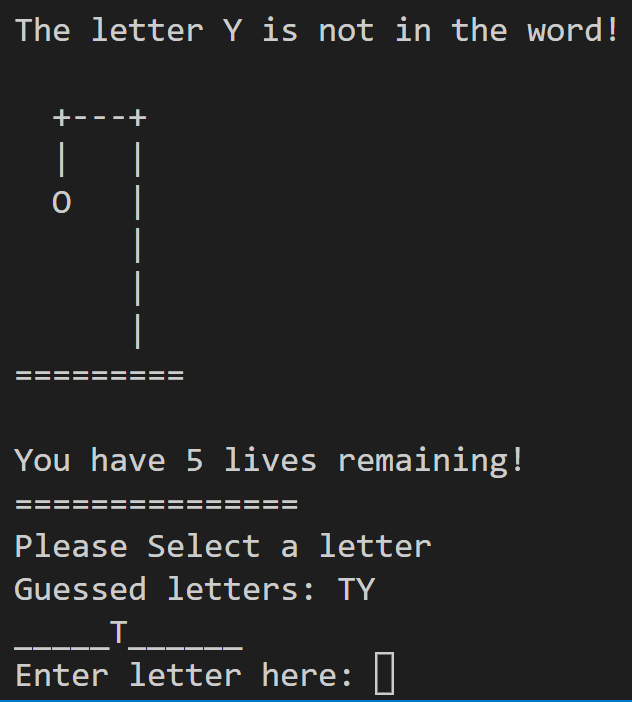 The letter Y is not in the word!
  +---+
  |   |
  O   |
      |
      |
      |
=========
You have 5 lives remaining!
===============
Please Select a letter
Guessed letters: TY
_____T______
Enter letter here: